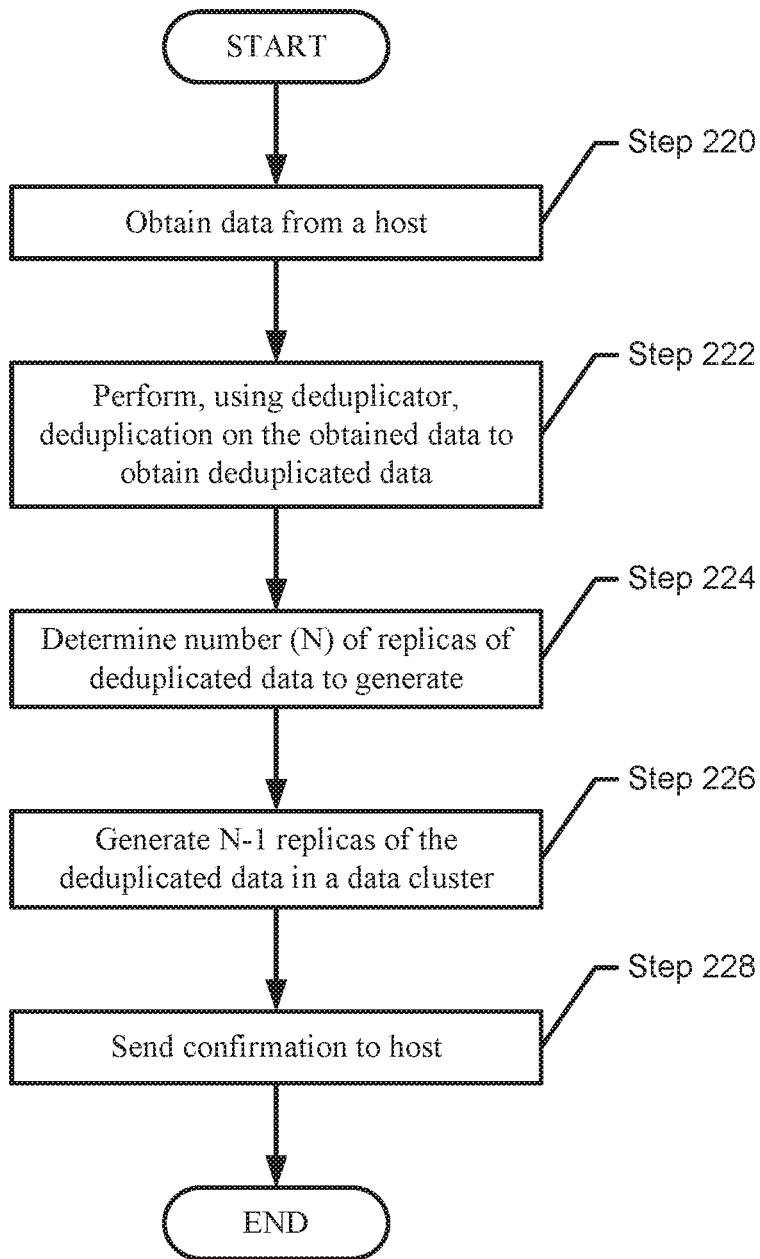 START
Step 220
Obtain data from a host
Step 222
Perform, using deduplicator,
deduplication on the obtained data to
obtain deduplicated data
Step 224
Determine number (N) of replicas of
deduplicated data to generate
Step 226
Generate N-1 replicas of the
deduplicated data in a data cluster
Step 228
Send confirmation to host
END